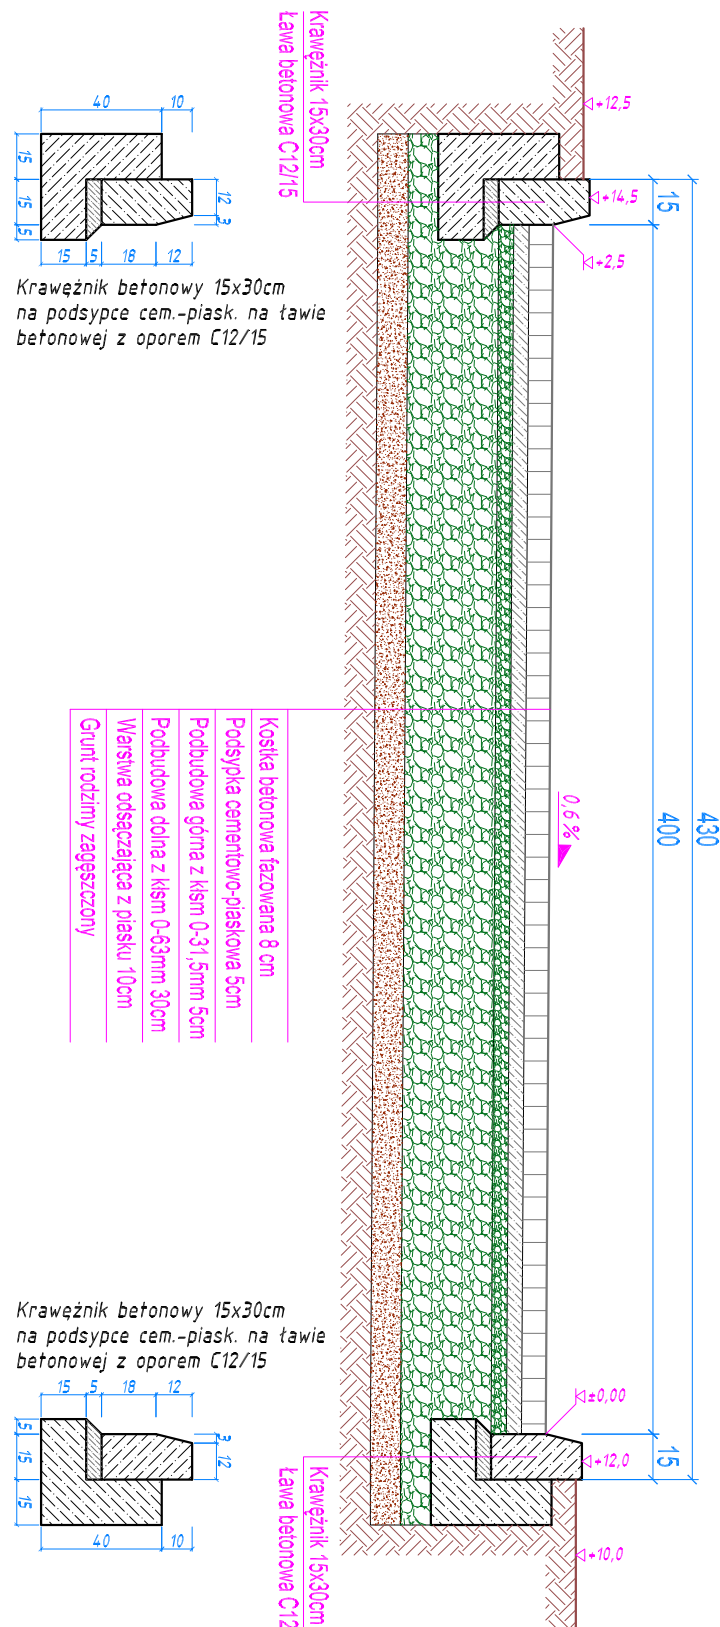 Krawężnik 15x30cm
Ława betonowa C12/15
+12,5
+14,5
+2,5
15
40
10
15
15
5
12
3
15
5
18
12
Krawężnik betonowy 15x30cm
na podsypce cem.-piask. na ławie
betonowej z oporem C12/15
430
400
0,6%
Kostka betonowa fazowana 8 cm
Podsypka cementowo-piaskowa 5cm
Podbudowa górna z kłsm 0-31,5mm 5cm
Podbudowa dolna z kłsm 0-63mm 30cm
Warstwa odsączająca z piasku 10cm
Grunt rodzimy zagęszczony
Krawężnik betonowy 15x30cm
na podsypce cem.-piask. na ławie
betonowej z oporem C12/15
15
5
18
12
5
15
15
3
12
40
10
±0,00
+12,0
15
+10,0
Krawężnik 15x30cm
Ława betonowa C12